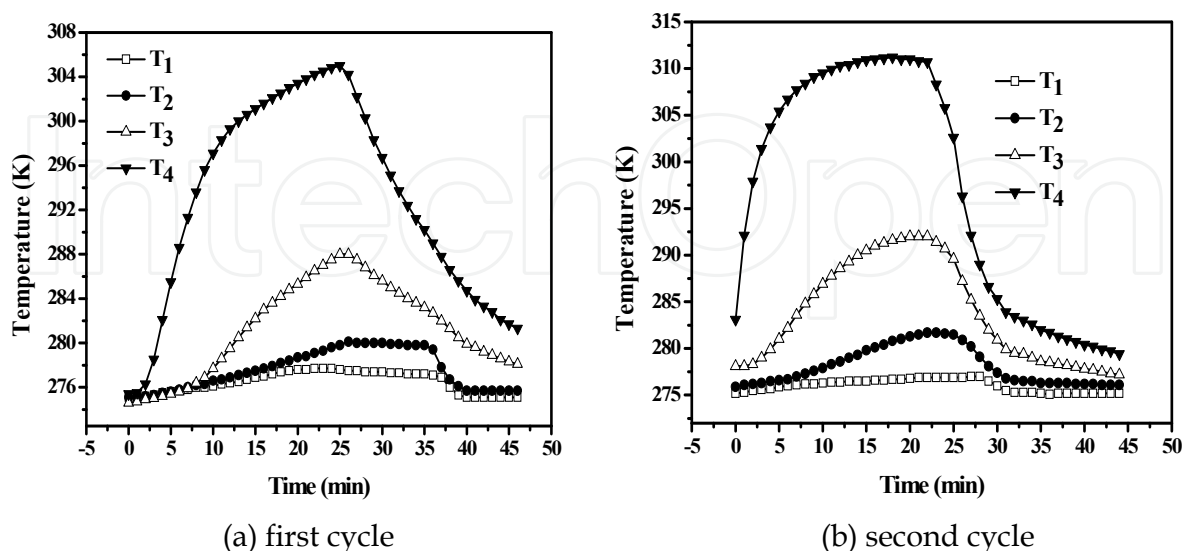 308
304
300
296
292
288
284
280
276
Temperature (K)
T1
T2
T3
T4
-5 0 5 10 15 20 25 30 35 40 45 50
Time (min)
(a) first cycle
315
310
305
300
295
290
285
280
275
Temperature (K)
T1
T2
T3
T4
-5 0 5 10 15 20 25 30 35 40 45 50
Time (min)
(b) second cycle
IntechOpen